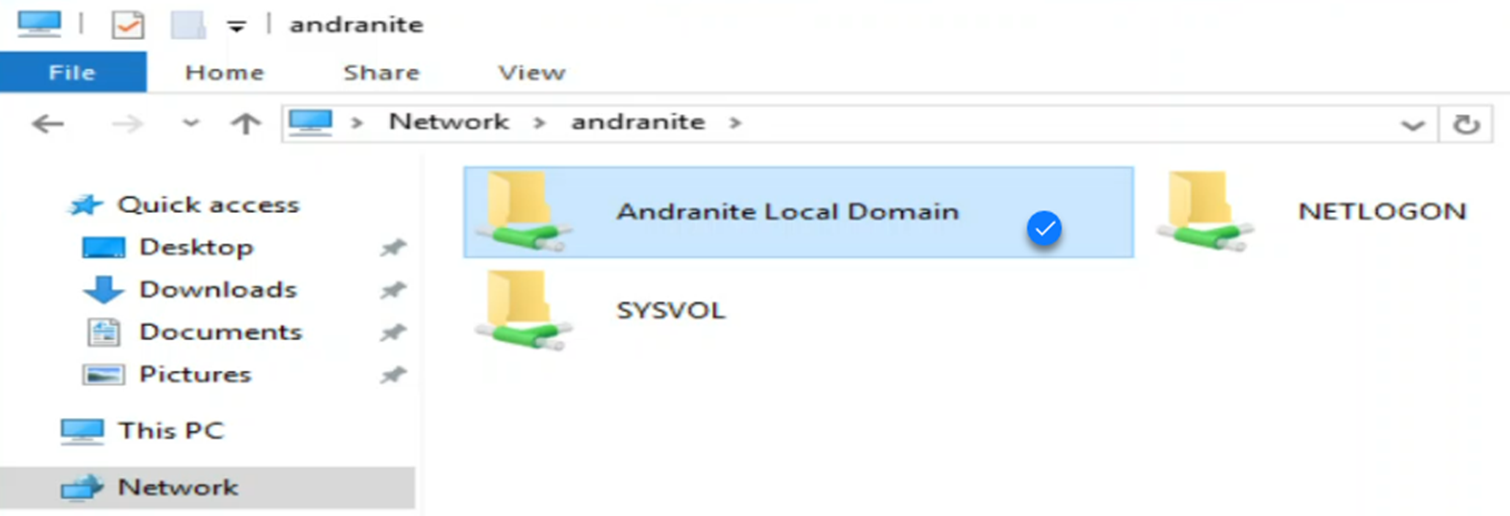 andranite
File Home Share View
Network andranite
Quick access
Desktop
Downloads
Documents
Pictures
This PC
Network
Andranite Local Domain NETLOGON
SYSVOL